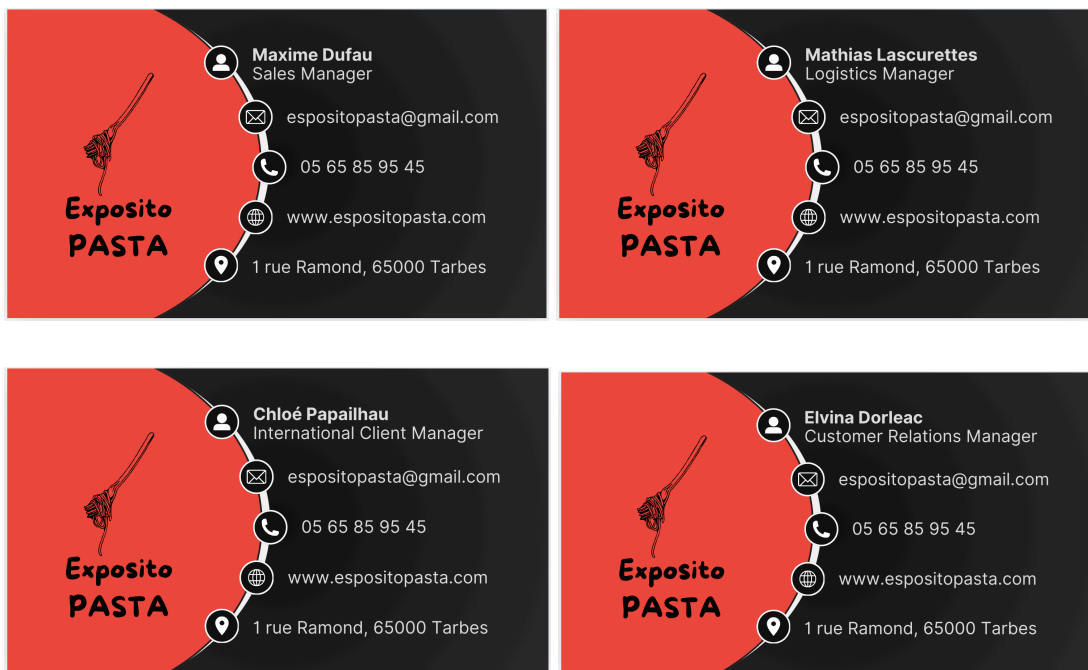 Exposito
PASTA
Maxime Dufau
Sales Manager
espositopasta@gmail.com
05 65 85 95 45
www.espositopasta.com
1 rue Ramond, 65000 Tarbes
Exposito
PASTA
Mathias Lascurettes
Logistics Manager
espositopasta@gmail.com
05 65 85 95 45
www.espositopasta.com
1 rue Ramond, 65000 Tarbes
Exposito
PASTA
Chloé Papailhau
International Client Manager
espositopasta@gmail.com
05 65 85 95 45
www.espositopasta.com
1 rue Ramond, 65000 Tarbes
Exposito
PASTA
Elvina Dorleac
Customer Relations Manager
espositopasta@gmail.com
05 65 85 95 45
www.espositopasta.com
1 rue Ramond, 65000 Tarbes